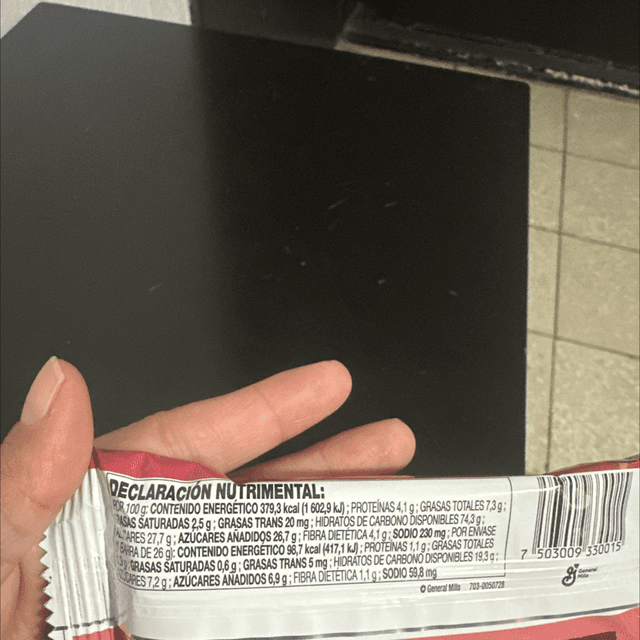 DECLARACIÓN NUTRIMENTAL:
POR 100 g: CONTENIDO ENERGÉTICO 379,3 kcal (1 602,9 kJ); PROTEÍNAS 4,1 g; GRASAS TOTALES 7,3 g;
GRASAS SATURADAS 2,5 g; GRASAS TRANS 20 mg; HIDRATOS DE CARBONO DISPONIBLES 74,3 g;
AZÚCARES 27,7 g; AZÚCARES AÑADIDOS 26,7 g; FIBRA DIETÉTICA 4,1 g; SODIO 230 mg; POR ENVASE
BARRA DE 26 g): CONTENIDO ENERGÉTICO 98,7 kcal (417,1 kJ); PROTEÍNAS 1,1 g; GRASAS TOTALES
GRASAS SATURADAS 0,6 g; GRASAS TRANS 5 mg; HIDRATOS DE CARBONO DISPONIBLES 19,3 g;
AZÚCARES 7,2 g; AZÚCARES AÑADIDOS 6,9 g; FIBRA DIETÉTICA 1,1 g; SODIO 59,8 mg
© General Mills 703-0050728
7 503009 330015
General Mills